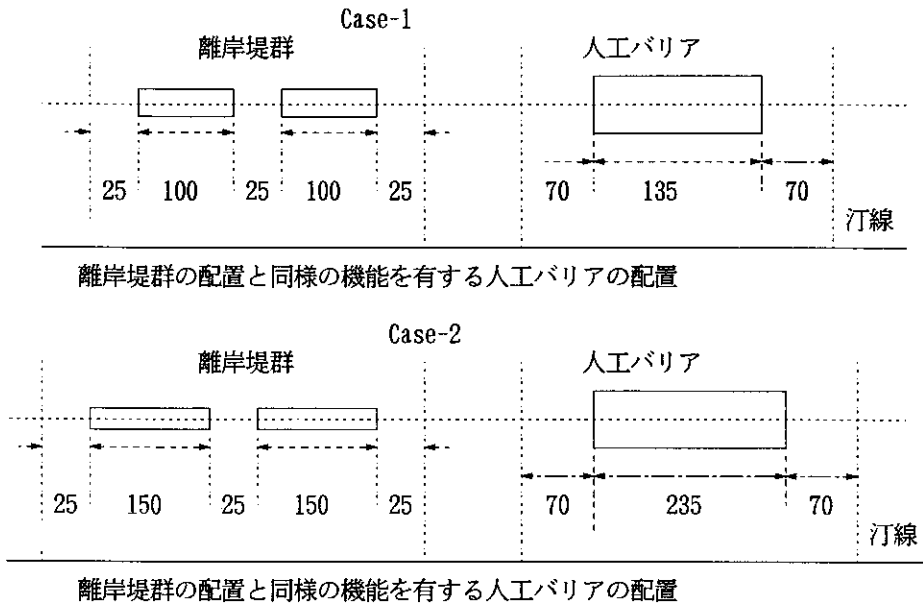 Case-1
離岸堤群 人工バリア
25 100 25 100 25 70 135 70
汀線
離岸堤群の配置と同様の機能を有する人工バリアの配置
Case-2
離岸堤群 人工バリア
25 150 25 150 25 70 235 70
汀線
離岸堤群の配置と同様の機能を有する人工バリアの配置